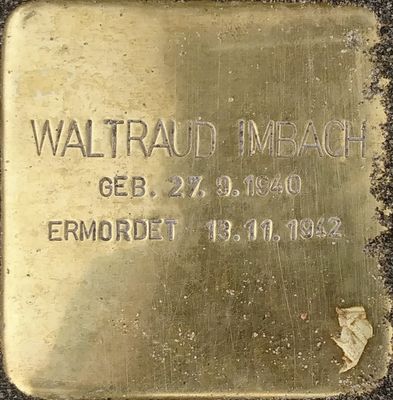 WALTRAUD IMBACH
GEB. 27. 9. 1940
ERMORDET 13.11.1942